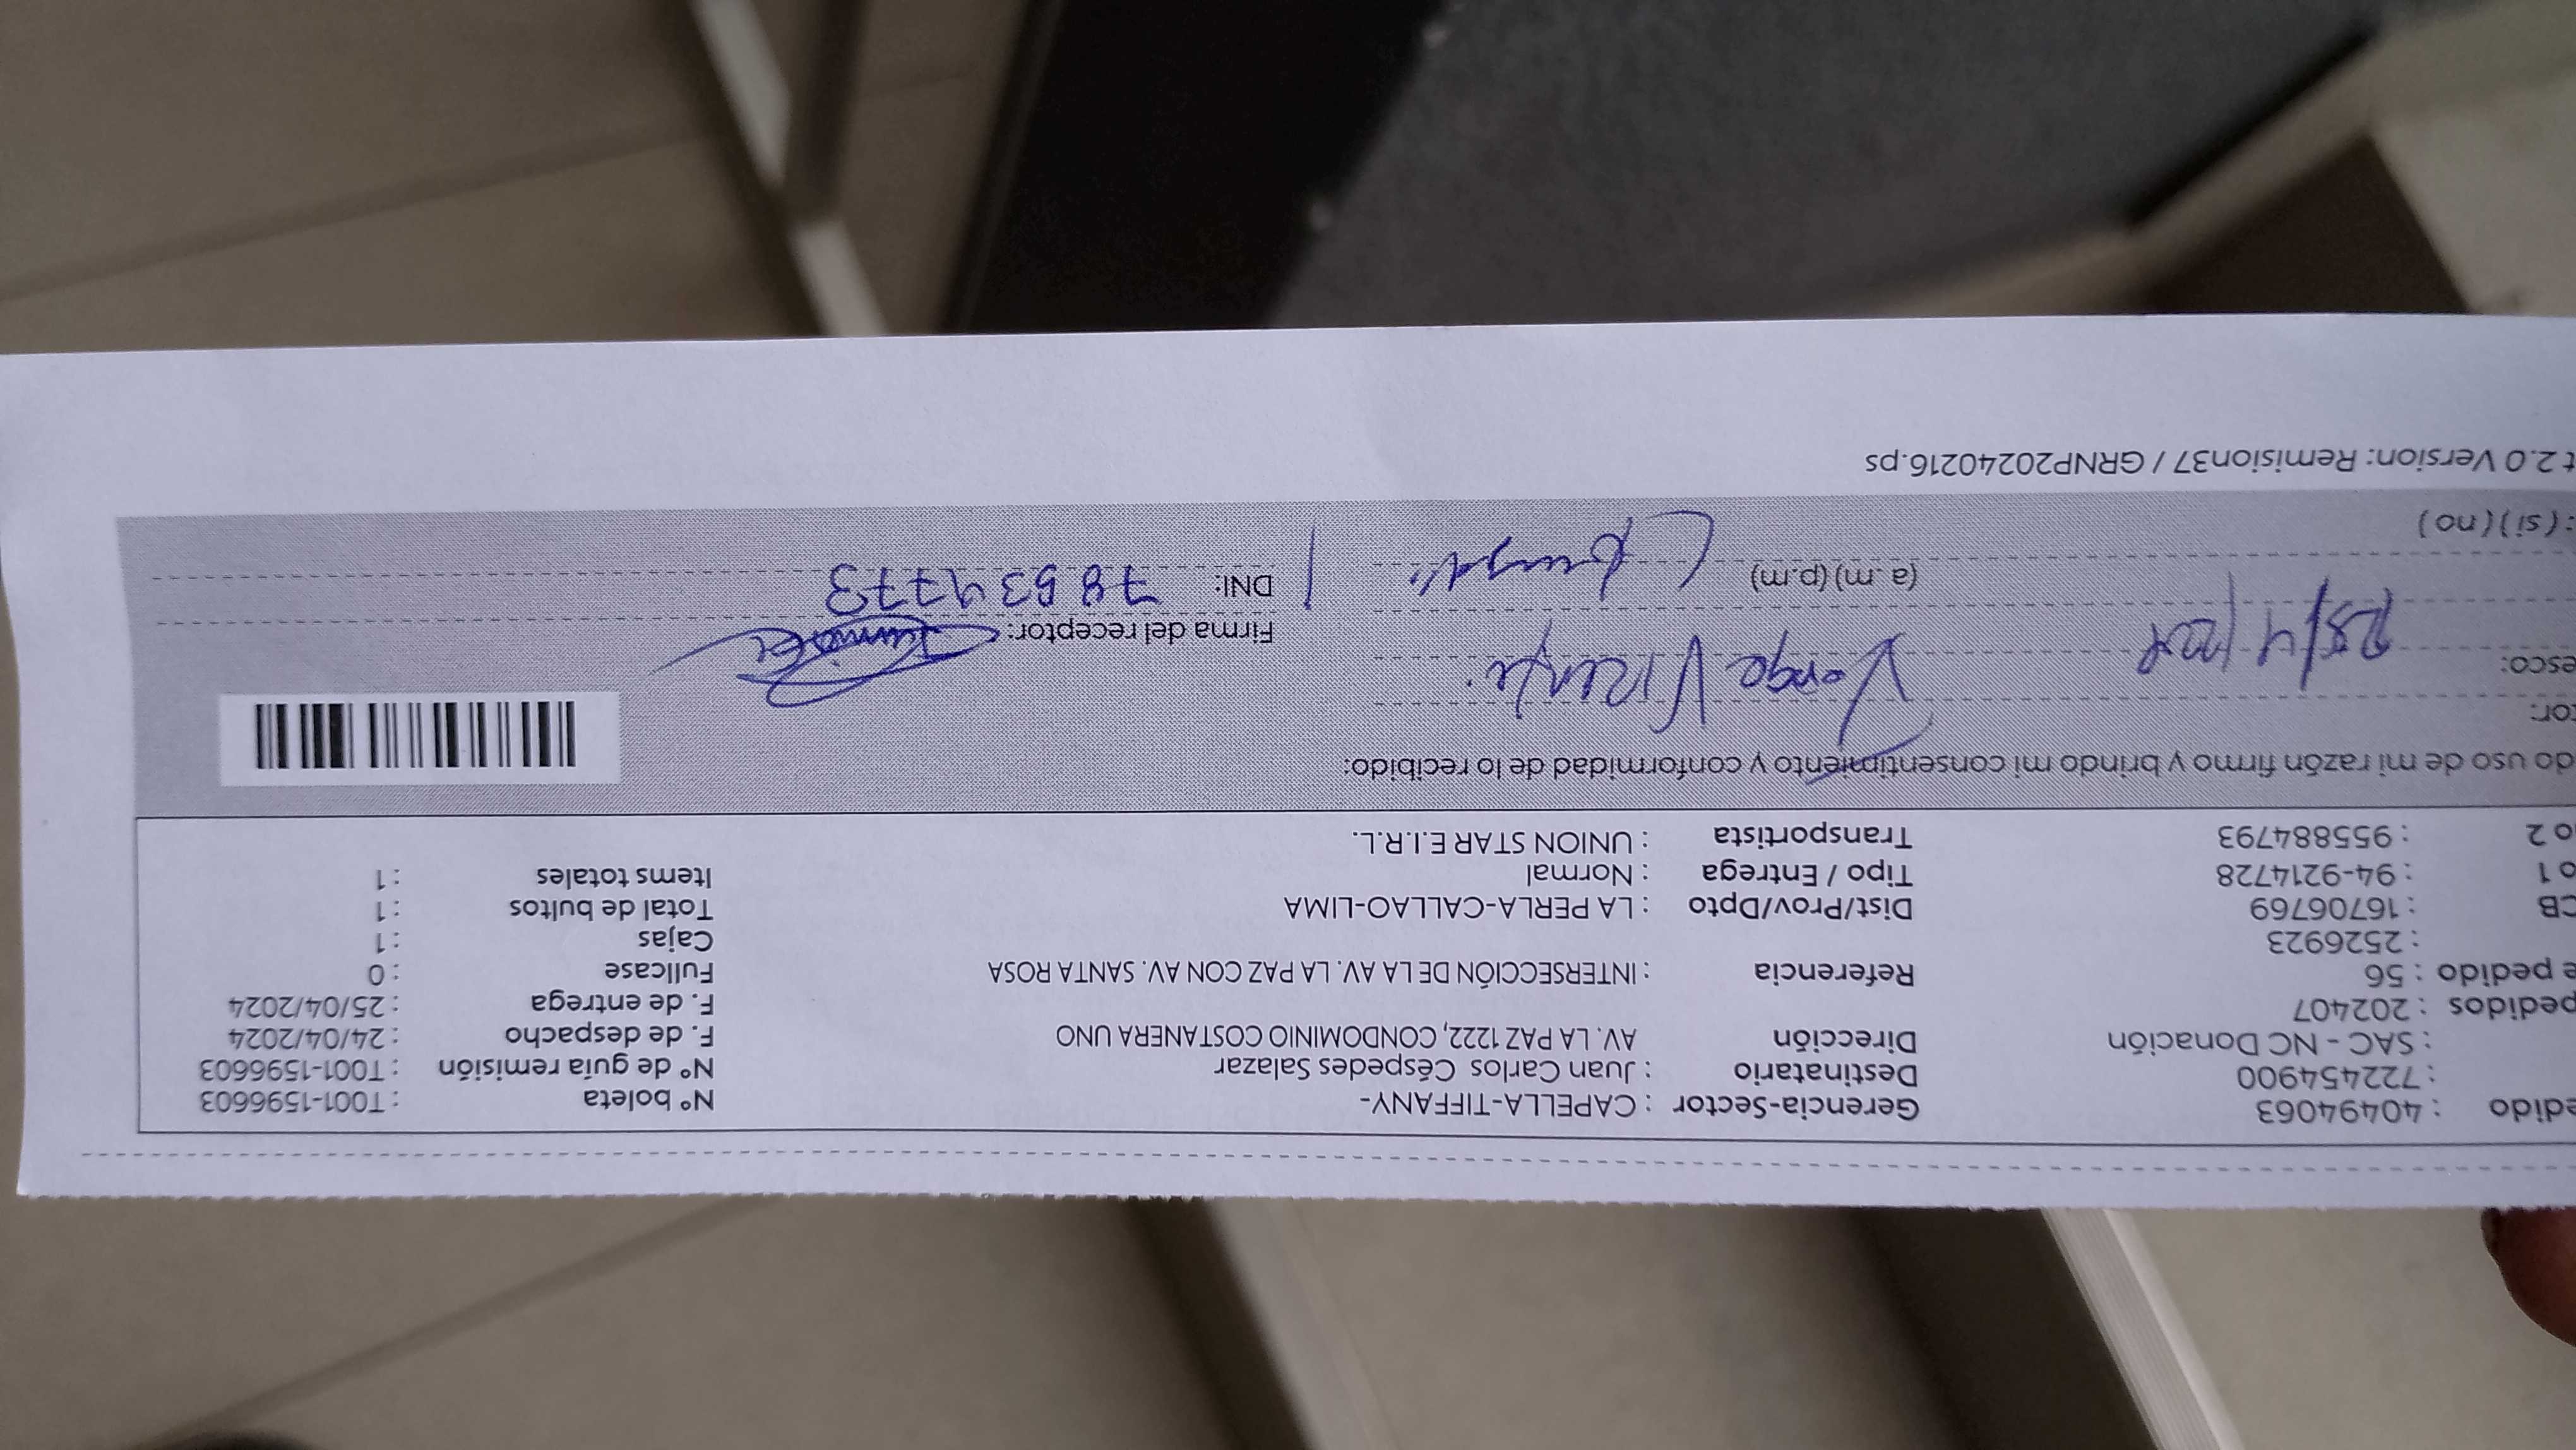 edido : 40494063 Gerencia-Sector : CAPELLA-TIFFANY- N° boleta : T001-1596603
: 722454900 Destinatario : Juan Carlos Céspedes Salazar N° de guía remisión : T001-1596603
: SAC - NC Donación Dirección AV. LA PAZ 1222, CONDOMINIO COSTANERA UNO F. de despacho : 24/04/2024
pedidos : 202407 F. de entrega : 25/04/2024
e pedido : 56 Referencia : INTERSECCIÓN DE LA AV. LA PAZ CON AV. SANTA ROSA Fullcase : 0
: 2526923 Cajas : 1
CB : 16706769 Dist/Prov/Dpto : LA PERLA-CALLAO-LIMA Total de bultos : 1
o 1 : 94-9214728 Tipo / Entrega : Normal Items totales : 1
o 2 : 955884793 Transportista : UNION STAR E.I.R.L.
do uso de mi razón firmo y brindo mi consentimiento y conformidad de lo recibido:
tor:
esco: Firma del receptor:
25/4/ (a.m) (p.m) DNI: 78534773
: (si) (no)
t 2.0 Version: Remision37 / GRNP20240216.ps